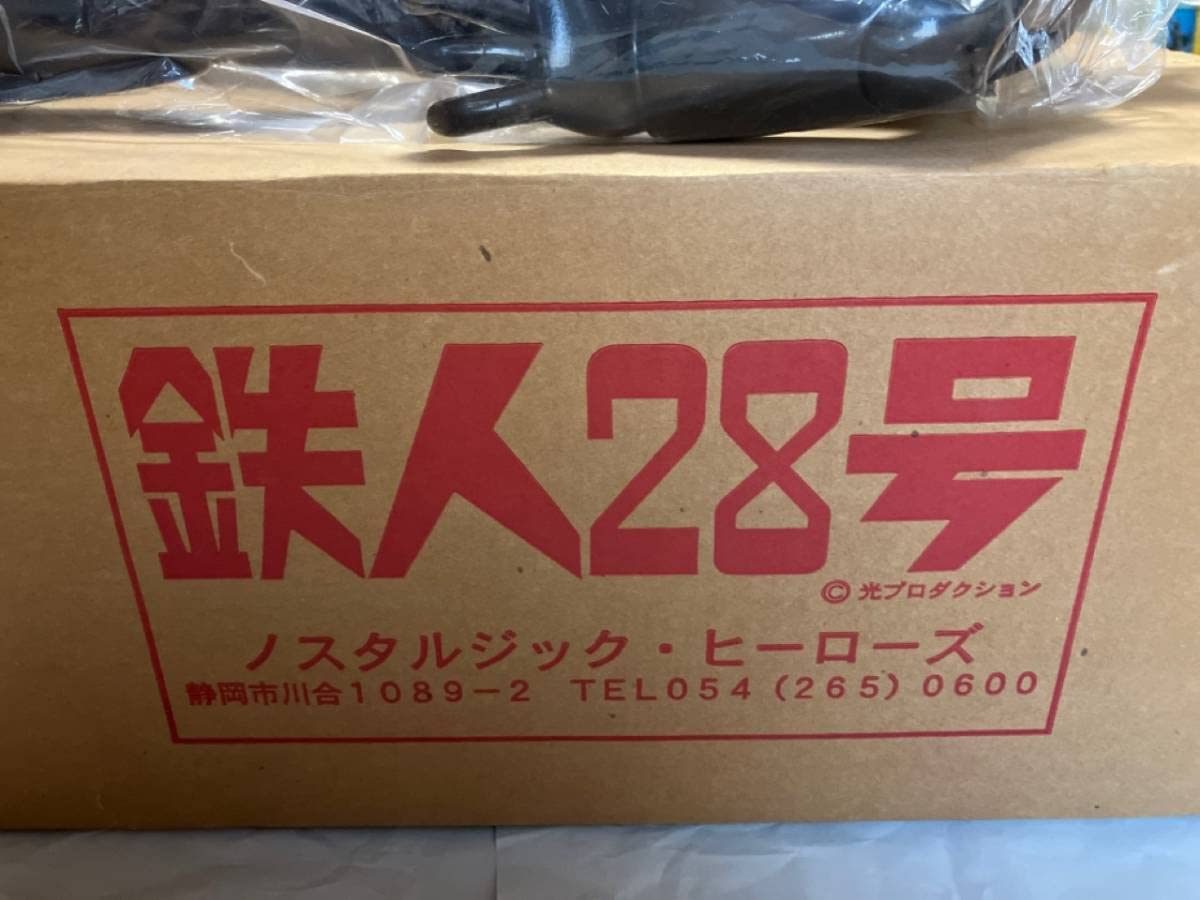 鉄人28号
©光プロダクション
ノスタルジック・ヒーローズ
静岡市川合1089-2 TEL054(265)0600